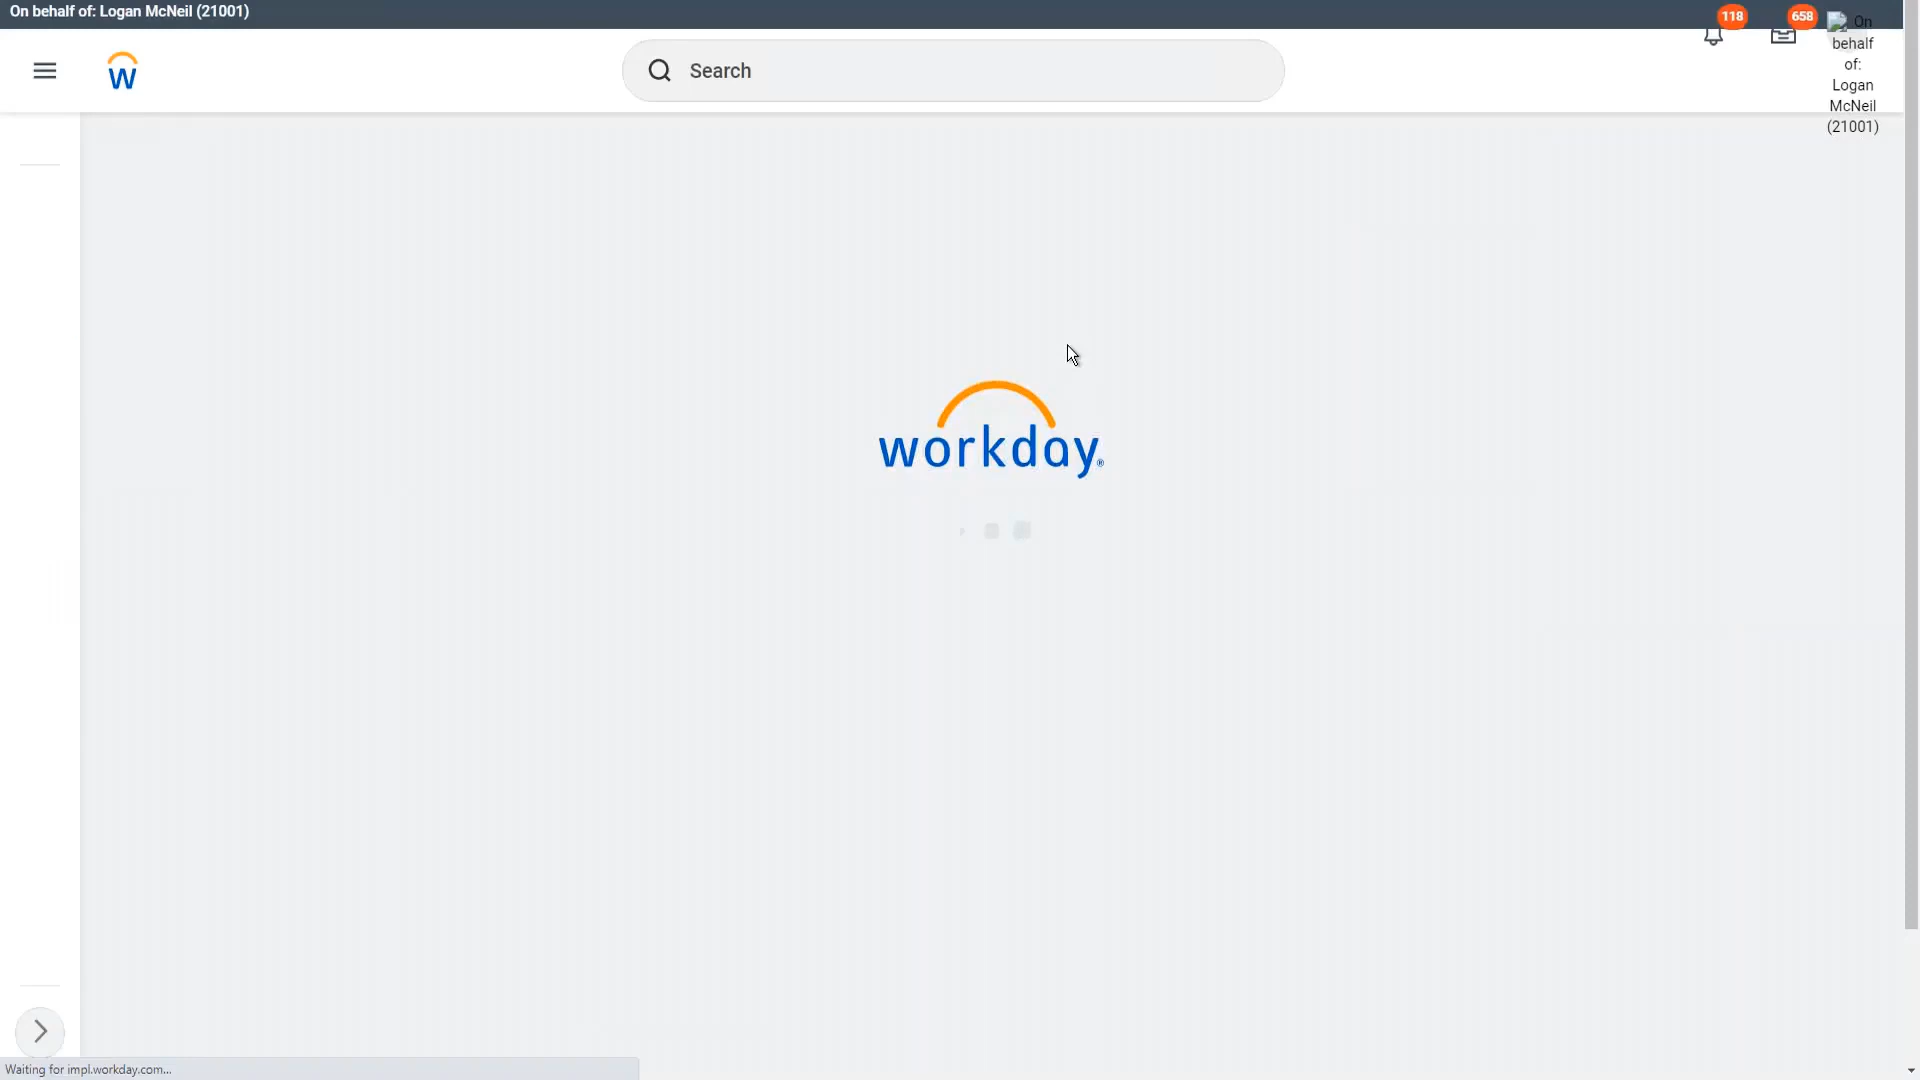 On behalf of: Logan McNeil (21001)
118
658
On
behalf
of:
Logan
McNeil
(21001)
W
Search
workday®
Waiting for impl.workday.com...